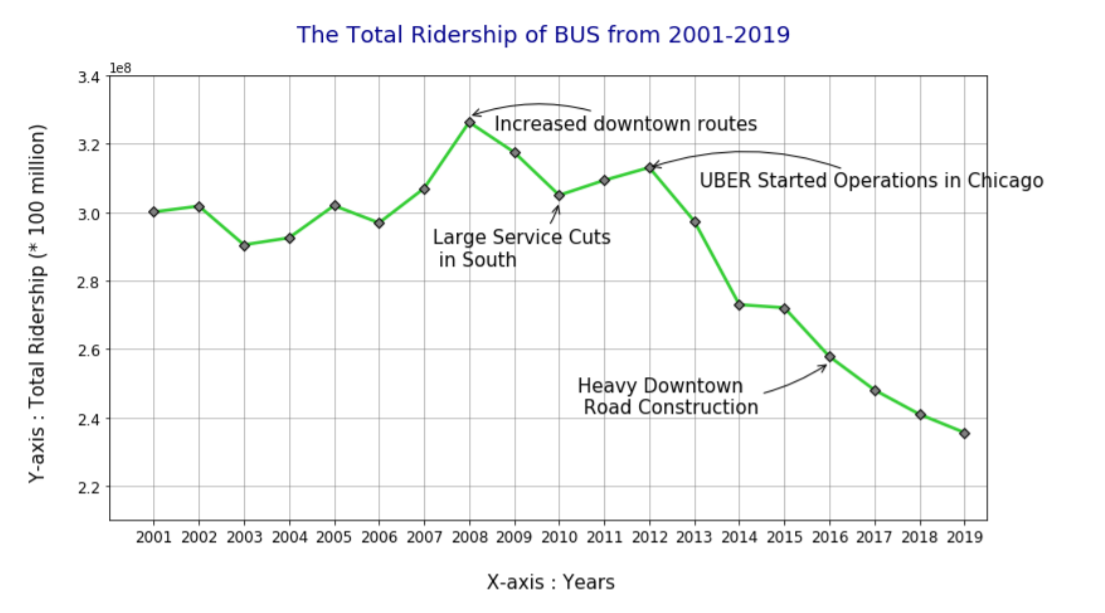 The Total Ridership of BUS from 2001-2019
1e8
3.4
3.2
3.0
2.8
2.6
2.4
2.2
Y-axis : Total Ridership (* 100 million)
Increased downtown routes
UBER Started Operations in Chicago
Large Service Cuts
in South
Heavy Downtown
Road Construction
2001 2002 2003 2004 2005 2006 2007 2008 2009 2010 2011 2012 2013 2014 2015 2016 2017 2018 2019
X-axis : Years